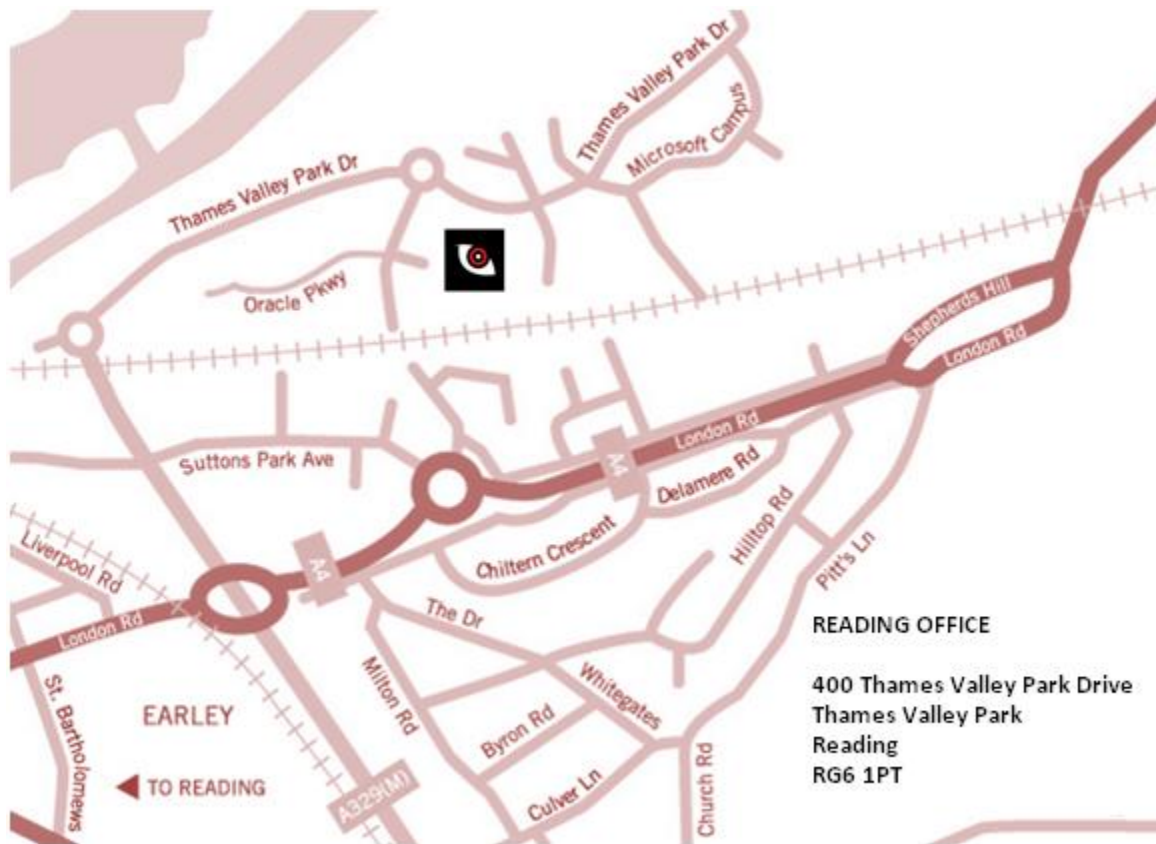 Thames Valley Park Dr
Microsoft Campus
Thames Valley Park Dr
Oracle Pkwy
Shepherds Hill
London Rd
London Rd
A4
Suttons Park Ave
Delamere Rd
Chiltern Crescent
Hilltop Rd
Pitt's Ln
Liverpool Rd
A4
London Rd
The Dr
Milton Rd
Whitegates
Byron Rd
Culver Ln
Church Rd
St. Bartholomews
EARLEY
TO READING
A329(M)
READING OFFICE
400 Thames Valley Park Drive
Thames Valley Park
Reading
RG6 1PT